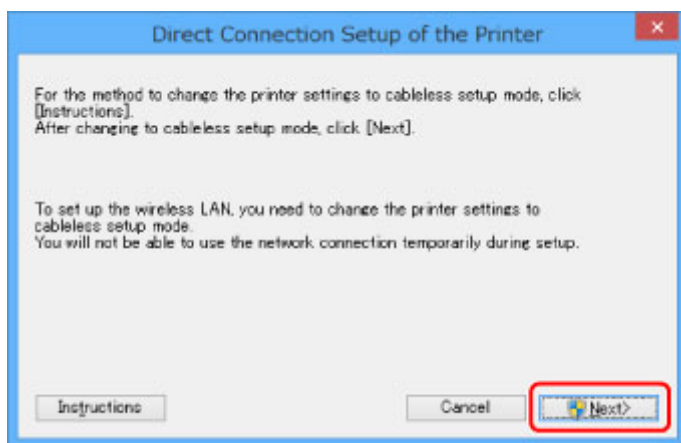 Direct Connection Setup of the Printer
For the method to change the printer settings to cableless setup mode, click
[Instructions].
After changing to cableless setup mode, click [Next].
To set up the wireless LAN, you need to change the printer settings to
cableless setup mode.
You will not be able to use the network connection temporarily during setup.
Instructions
Cancel
Next>